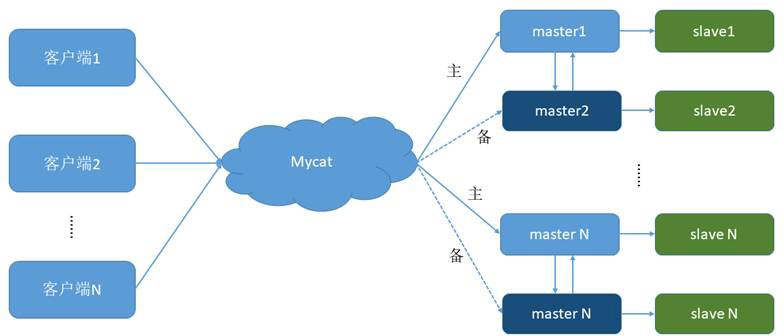 客户端1
客户端2
客户端N
Mycat
主
备
主
备
master1
slave1
master2
slave2
master N
slave N
master N
slave N